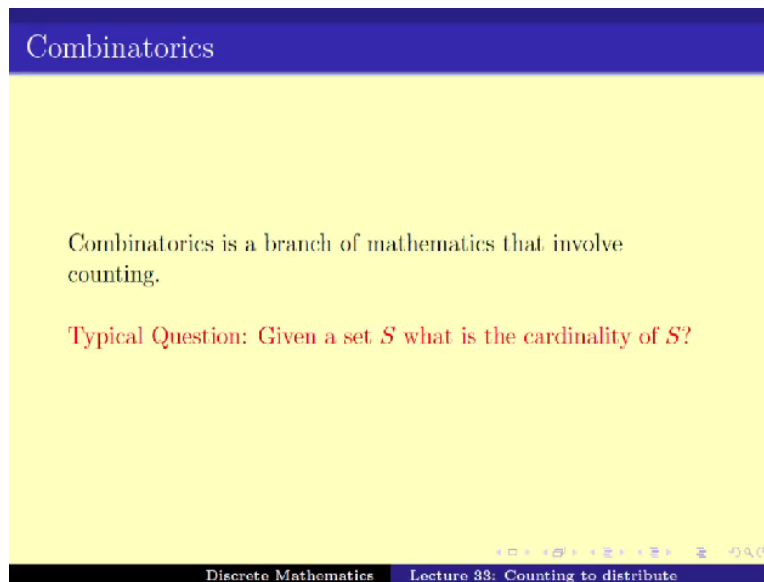 Combinatorics
Combinatorics is a branch of mathematics that involve
counting.
Typical Question: Given a set S what is the cardinality of S?
Discrete Mathematics Lecture 33: Counting to distribute